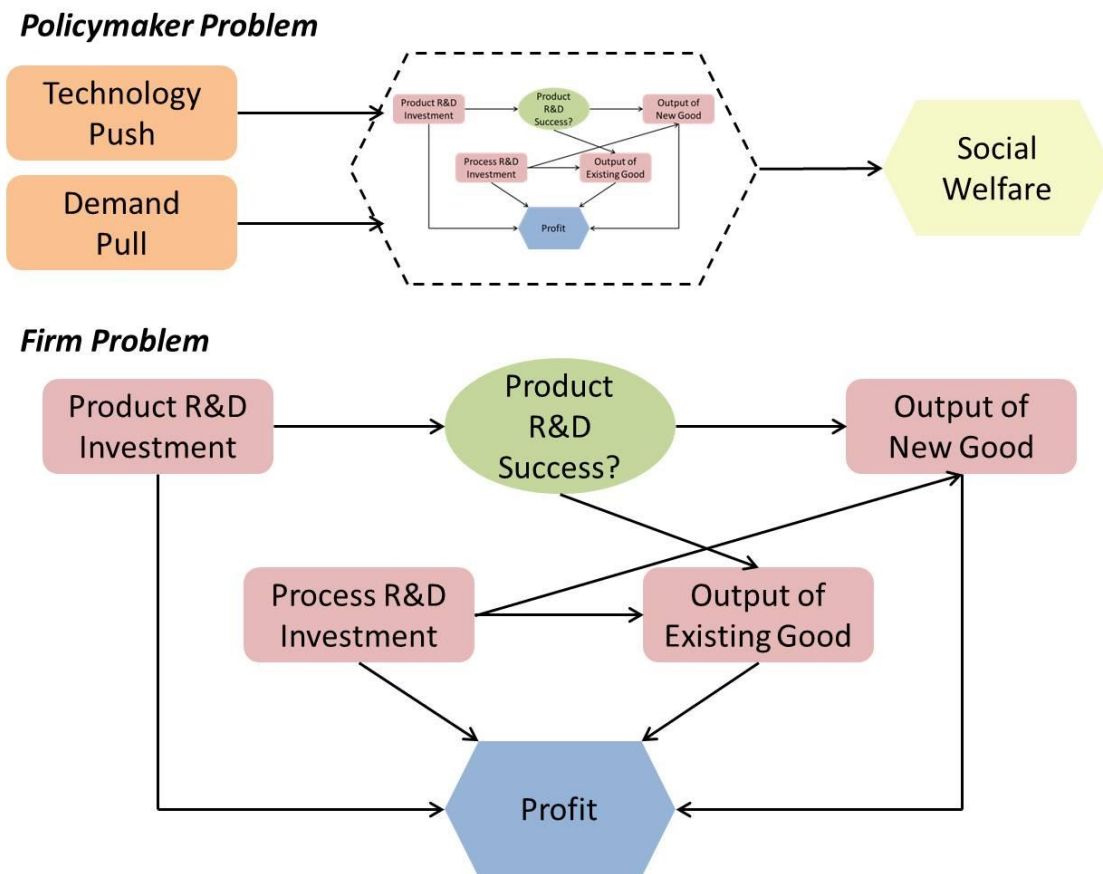 Policymaker Problem
Technology
Push
Demand
Pull
Product R&D
Investment
Product
R&D
Success?
Output of
New Good
Process R&D
Investment
Output of
Existing Good
Profit
Social
Welfare
Firm Problem
Product R&D
Investment
Product
R&D
Success?
Output of
New Good
Process R&D
Investment
Output of
Existing Good
Profit